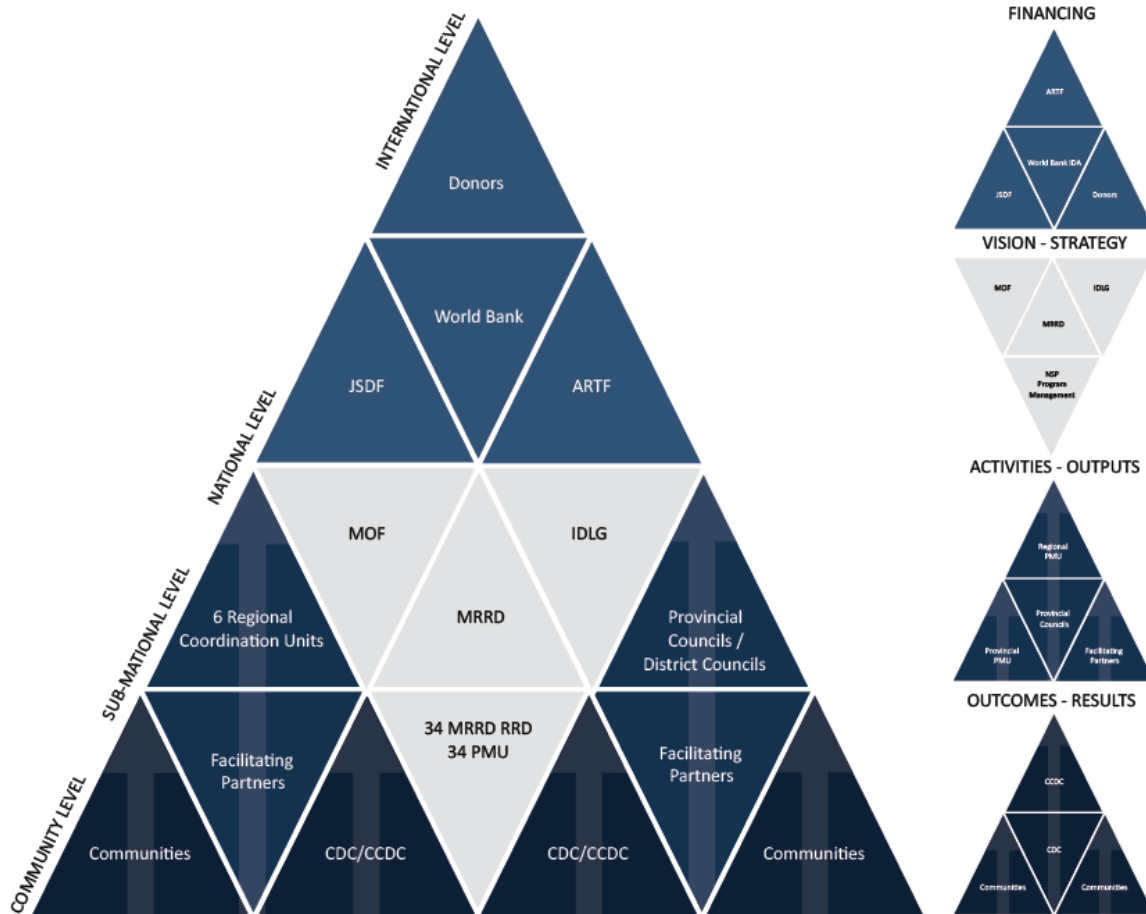 INTERNATIONAL LEVEL
Donors
World Bank
JSDF
ARTF
NATIONAL LEVEL
MOF
IDLG
MRRD
SUB-MATIONAL LEVEL
6 Regional
Coordination Units
Provincial
Councils /
District Councils
34 MRRD RRD
34 PMU
Facilitating
Partners
Facilitating
Partners
COMMUNITY LEVEL
Communities
CDC/CCDC
CDC/CCDC
Communities
FINANCING
ARTF
World Bank IDA
JSDF
Donors
VISION - STRATEGY
MOF
IDLG
MRRD
NSP
Program
Management
ACTIVITIES - OUTPUTS
Regional
PMU
Provincial
Councils
Provincial
PMU
Facilitating
Partners
OUTCOMES - RESULTS
CCDC
CDC
Communities
Communities